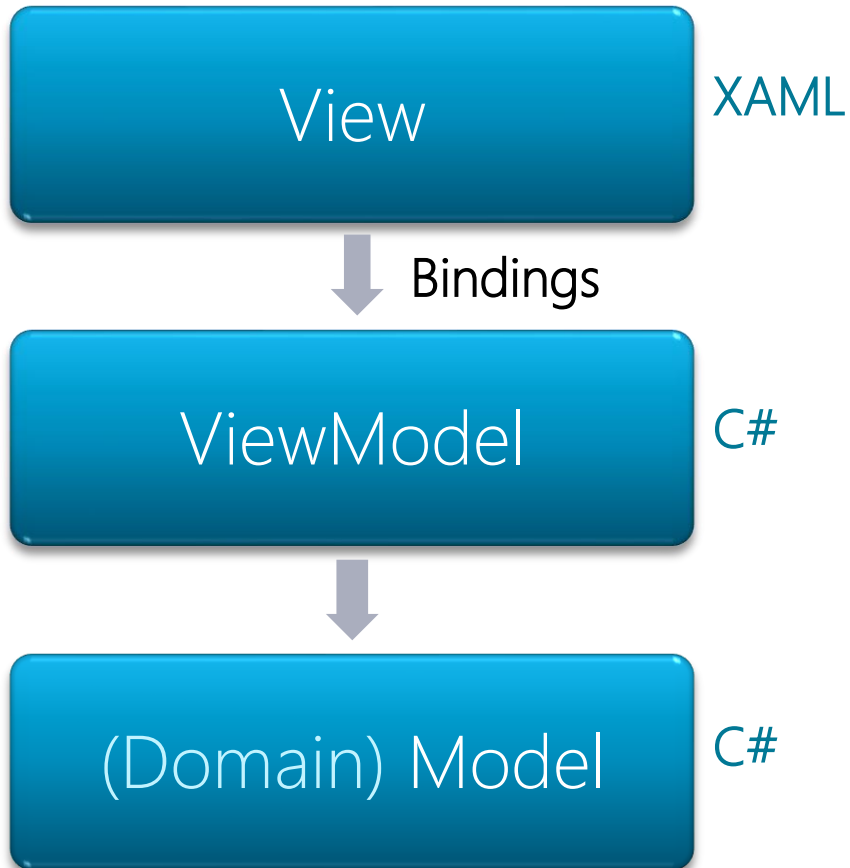 View
XAML
Bindings
ViewModel
C#
(Domain) Model
C#